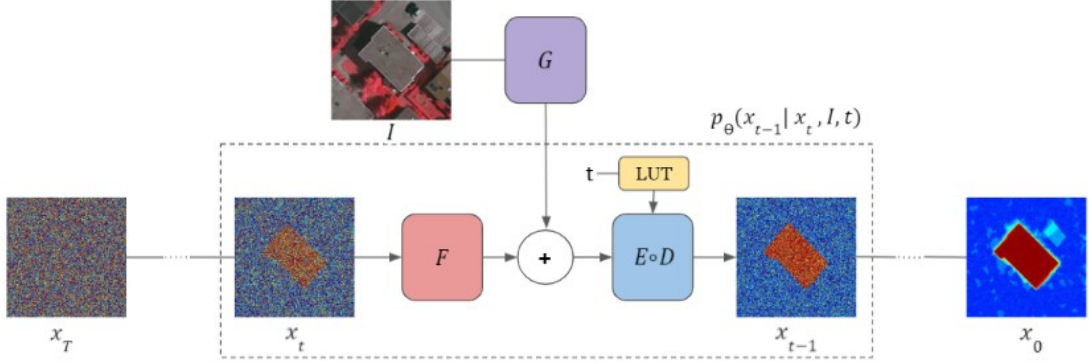 G
I
p_θ(x_{t-1}| x_t, I, t)
t
LUT
F
+
E∘D
x_T
x_t
x_{t-1}
x_0